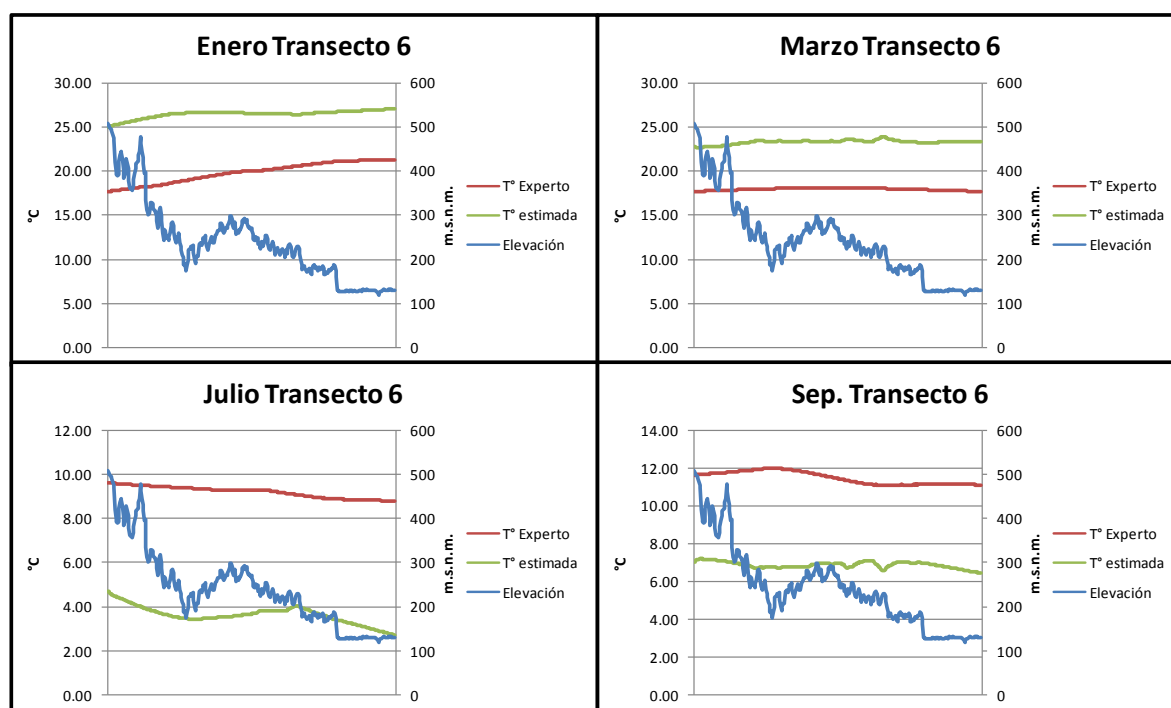 Enero Transecto 6
30.00
25.00
20.00
15.00
10.00
5.00
0.00
°C
600
500
400
300
200
100
0
m.s.n.m.
T° Experto
T° estimada
Elevación
Marzo Transecto 6
30.00
25.00
20.00
15.00
10.00
5.00
0.00
°C
600
500
400
300
200
100
0
m.s.n.m.
T° Experto
T° estimada
Elevación
Julio Transecto 6
12.00
10.00
8.00
6.00
4.00
2.00
0.00
°C
600
500
400
300
200
100
0
m.s.n.m.
T° Experto
T° estimada
Elevación
Sep. Transecto 6
14.00
12.00
10.00
8.00
6.00
4.00
2.00
0.00
°C
600
500
400
300
200
100
0
m.s.n.m.
T° Experto
T° estimada
Elevación